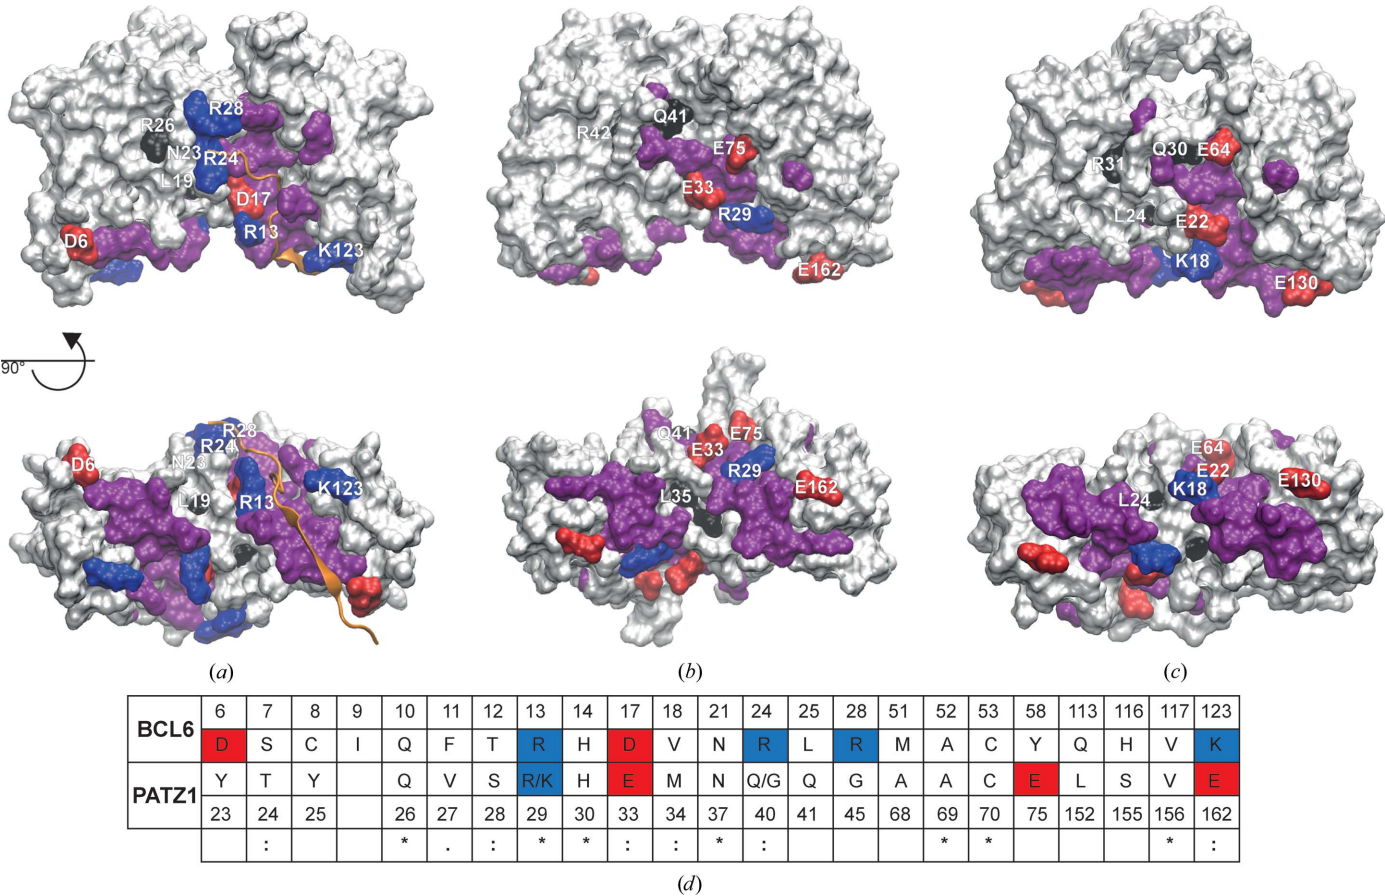 R28
R26
N23
R24
L19
D17
D6
R13
K123
Q41
R42
E75
E33
R29
E162
Q30
E64
R31
L24
E22
K18
E130
90°
R28
R24
D6
N23
K123
L19
R13
Q41
E75
E33
R29
L35
E162
E64
E22
K18
E130
L24
(a) (b) (c)
BCL6 6 7 8 9 10 11 12 13 14 17 18 21 24 25 28 51 52 53 58 113 116 117 123
D S C I Q F T R H D V N R L R M A C Y Q H V K
PATZ1 Y T Y Q V S R/K H E M N Q/G Q G A A C E L S V E
23 24 25 26 27 28 29 30 33 34 37 40 41 45 68 69 70 75 152 155 156 162
: * . : * * : : * : * * * :
(d)